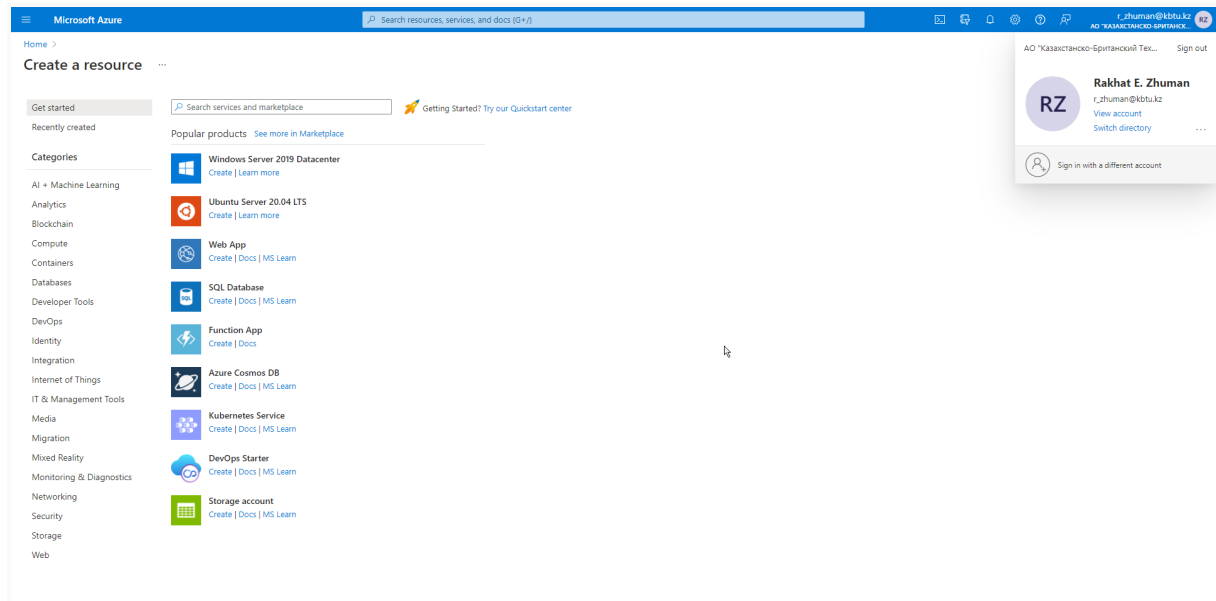 Microsoft Azure
Search resources, services, and docs (G+/)
r_zhuman@kbtu.kz
АО "КАЗАХСТАНСКО-БРИТАНСК...
RZ
Home >
Create a resource ...
АО "Казахстанско-Британский Тех... Sign out
RZ
Rakhat E. Zhuman
r_zhuman@kbtu.kz
View account
Switch directory
...
Sign in with a different account
Get started
Recently created
Categories
AI + Machine Learning
Analytics
Blockchain
Compute
Containers
Databases
Developer Tools
DevOps
Identity
Integration
Internet of Things
IT & Management Tools
Media
Migration
Mixed Reality
Monitoring & Diagnostics
Networking
Security
Storage
Web
Search services and marketplace
Getting Started? Try our Quickstart center
Popular products See more in Marketplace
Windows Server 2019 Datacenter
Create | Learn more
Ubuntu Server 20.04 LTS
Create | Learn more
Web App
Create | Docs | MS Learn
SQL
SQL Database
Create | Docs | MS Learn
Function App
Create | Docs
Azure Cosmos DB
Create | Docs | MS Learn
Kubernetes Service
Create | Docs | MS Learn
DevOps Starter
Create | Docs | MS Learn
Storage account
Create | Docs | MS Learn